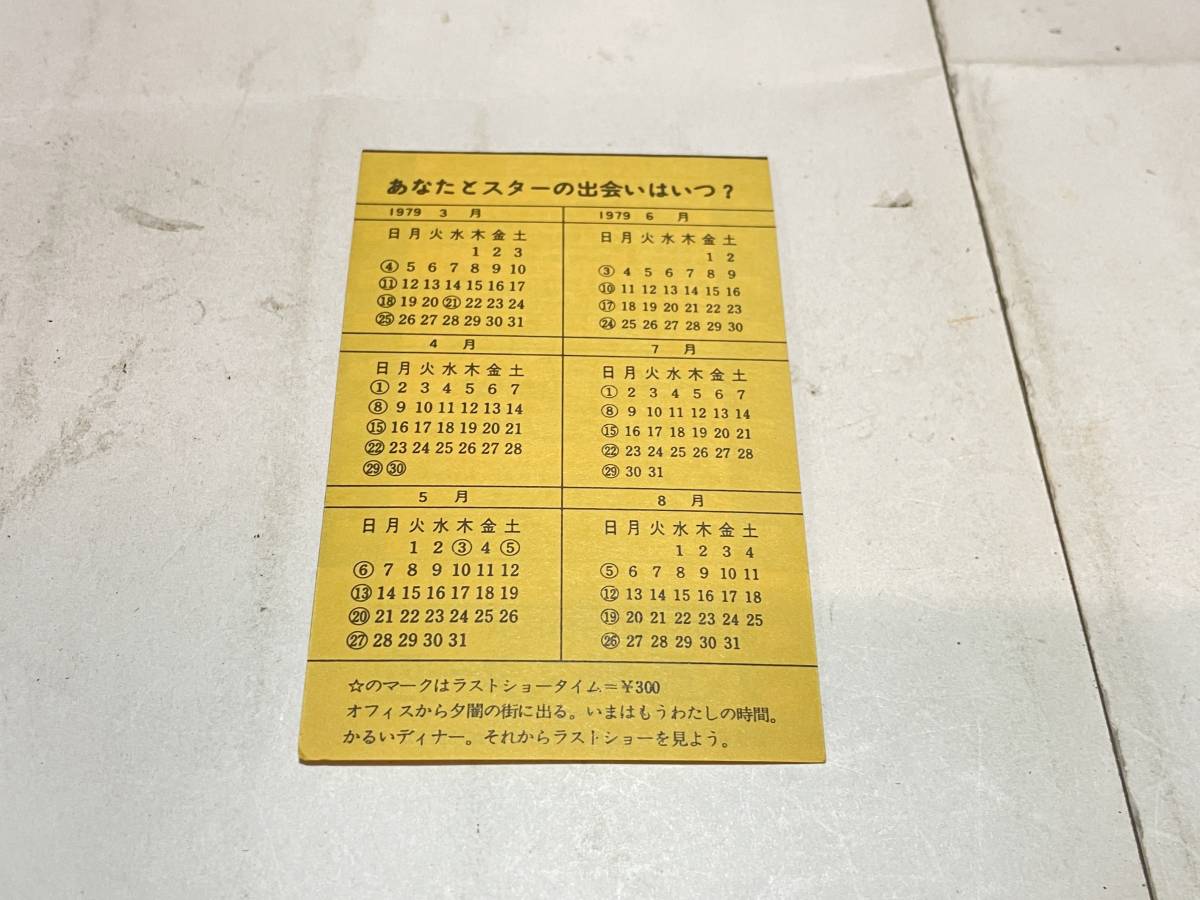 あなたとスターの出会いはいつ?
1979 3 月
日 月 火 水 木 金 土
1 2 3
④ 5 6 7 8 9 10
⑪ 12 13 14 15 16 17
⑱ 19 20 ㉑ 22 23 24
㉕ 26 27 28 29 30 31
4 月
日 月 火 水 木 金 土
① 2 3 4 5 6 7
⑧ 9 10 11 12 13 14
⑮ 16 17 18 19 20 21
㉒ 23 24 25 26 27 28
㉙ ㉚
5 月
日 月 火 水 木 金 土
1 2 ③ 4 ⑤
⑥ 7 8 9 10 11 12
⑬ 14 15 16 17 18 19
⑳ 21 22 23 24 25 26
㉗ 28 29 30 31
1979 6 月
日 月 火 水 木 金 土
1 2
③ 4 5 6 7 8 9
⑩ 11 12 13 14 15 16
⑰ 18 19 20 21 22 23
㉔ 25 26 27 28 29 30
7 月
日 月 火 水 木 金 土
① 2 3 4 5 6 7
⑧ 9 10 11 12 13 14
⑮ 16 17 18 19 20 21
㉒ 23 24 25 26 27 28
㉙ 30 31
8 月
日 月 火 水 木 金 土
1 2 3 4
⑤ 6 7 8 9 10 11
⑫ 13 14 15 16 17 18
⑲ 20 21 22 23 24 25
㉖ 27 28 29 30 31
☆のマークはラストショータイム=¥300
オフィスから夕闇の街に出る。いまはもうわたしの時間。
かるいディナー。それからラストショーを見よう。